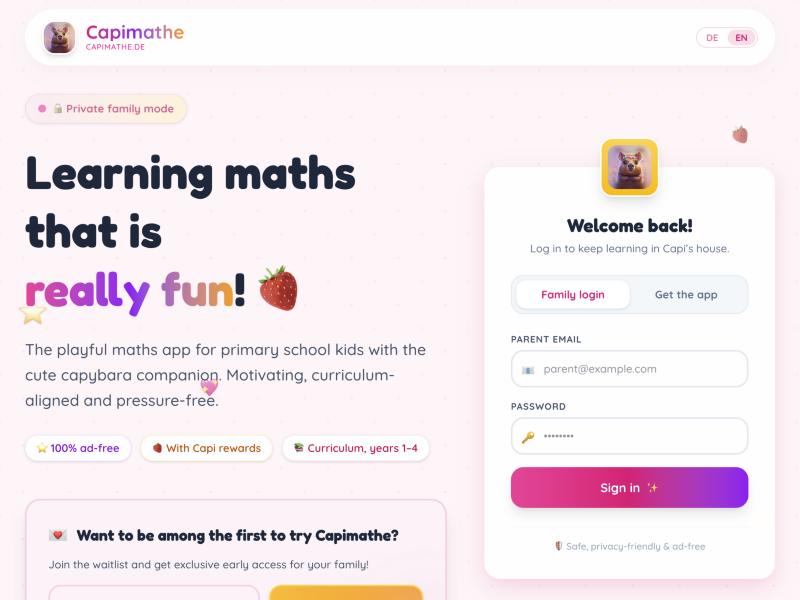 Capimathe
CAPIMATHE.DE
DE EN
Private family mode
Learning maths
that is
really fun!
The playful maths app for primary school kids with the
cute capybara companion. Motivating, curriculum-
aligned and pressure-free.
100% ad-free
With Capi rewards
Curriculum, years 1–4
Want to be among the first to try Capimathe?
Join the waitlist and get exclusive early access for your family!
Welcome back!
Log in to keep learning in Capi's house.
Family login
Get the app
PARENT EMAIL
parent@example.com
PASSWORD
••••••••
Sign in
Safe, privacy-friendly & ad-free